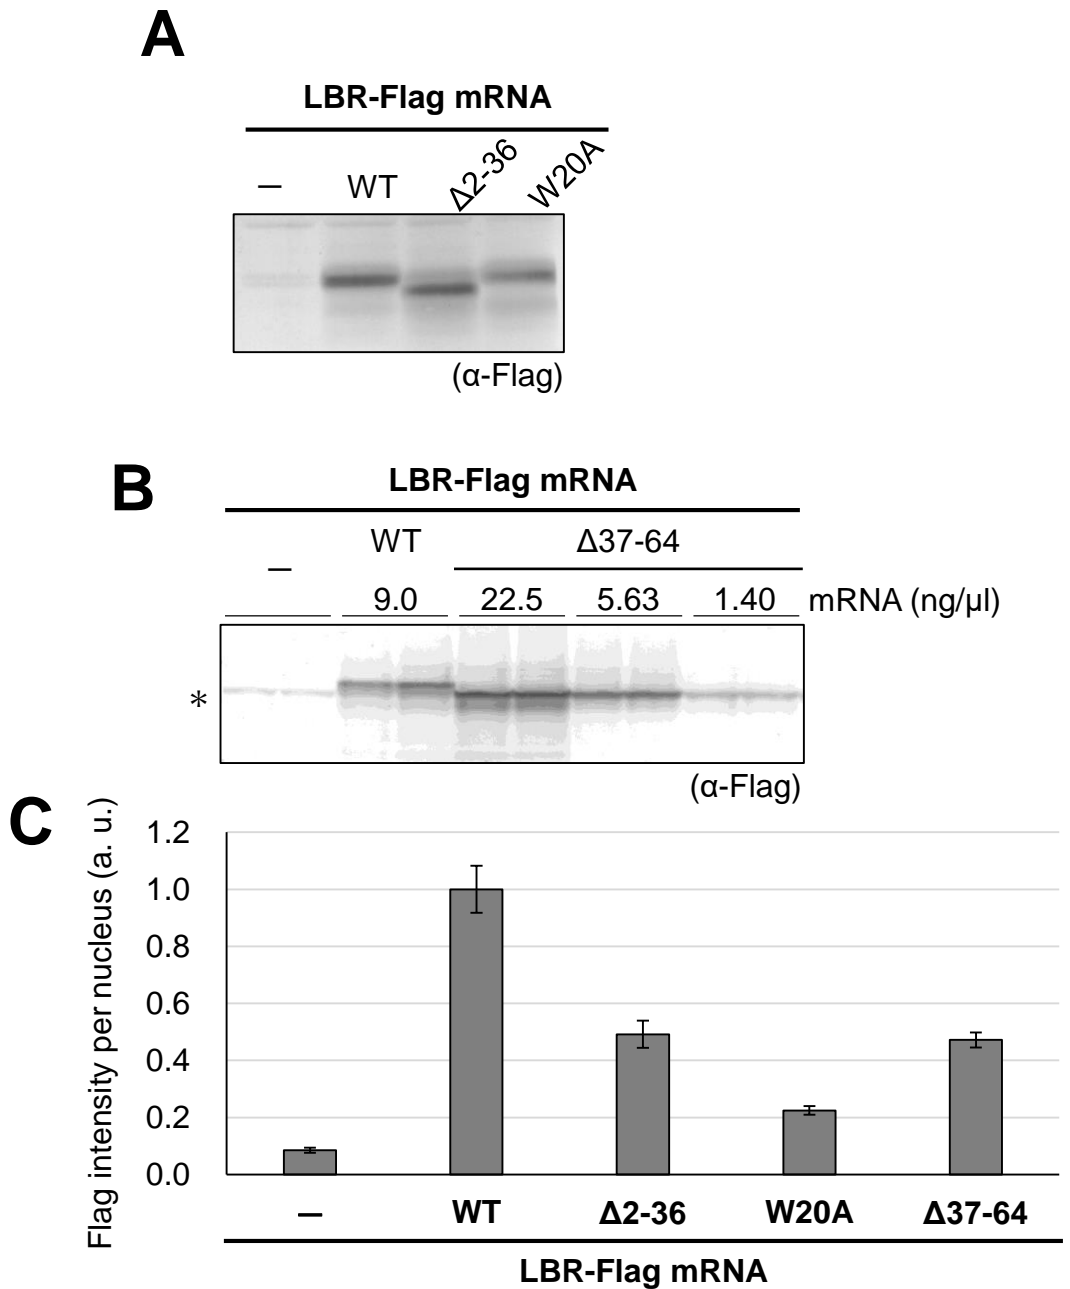 A
LBR-Flag mRNA
– WT Δ2-36 W20A
(α-Flag)
B
LBR-Flag mRNA
WT Δ37-64
–
9.0 22.5 5.63 1.40 mRNA (ng/μl)
*
(α-Flag)
C
Flag intensity per nucleus (a. u.)
1.2
1.0
0.8
0.6
0.4
0.2
0.0
– WT Δ2-36 W20A Δ37-64
LBR-Flag mRNA